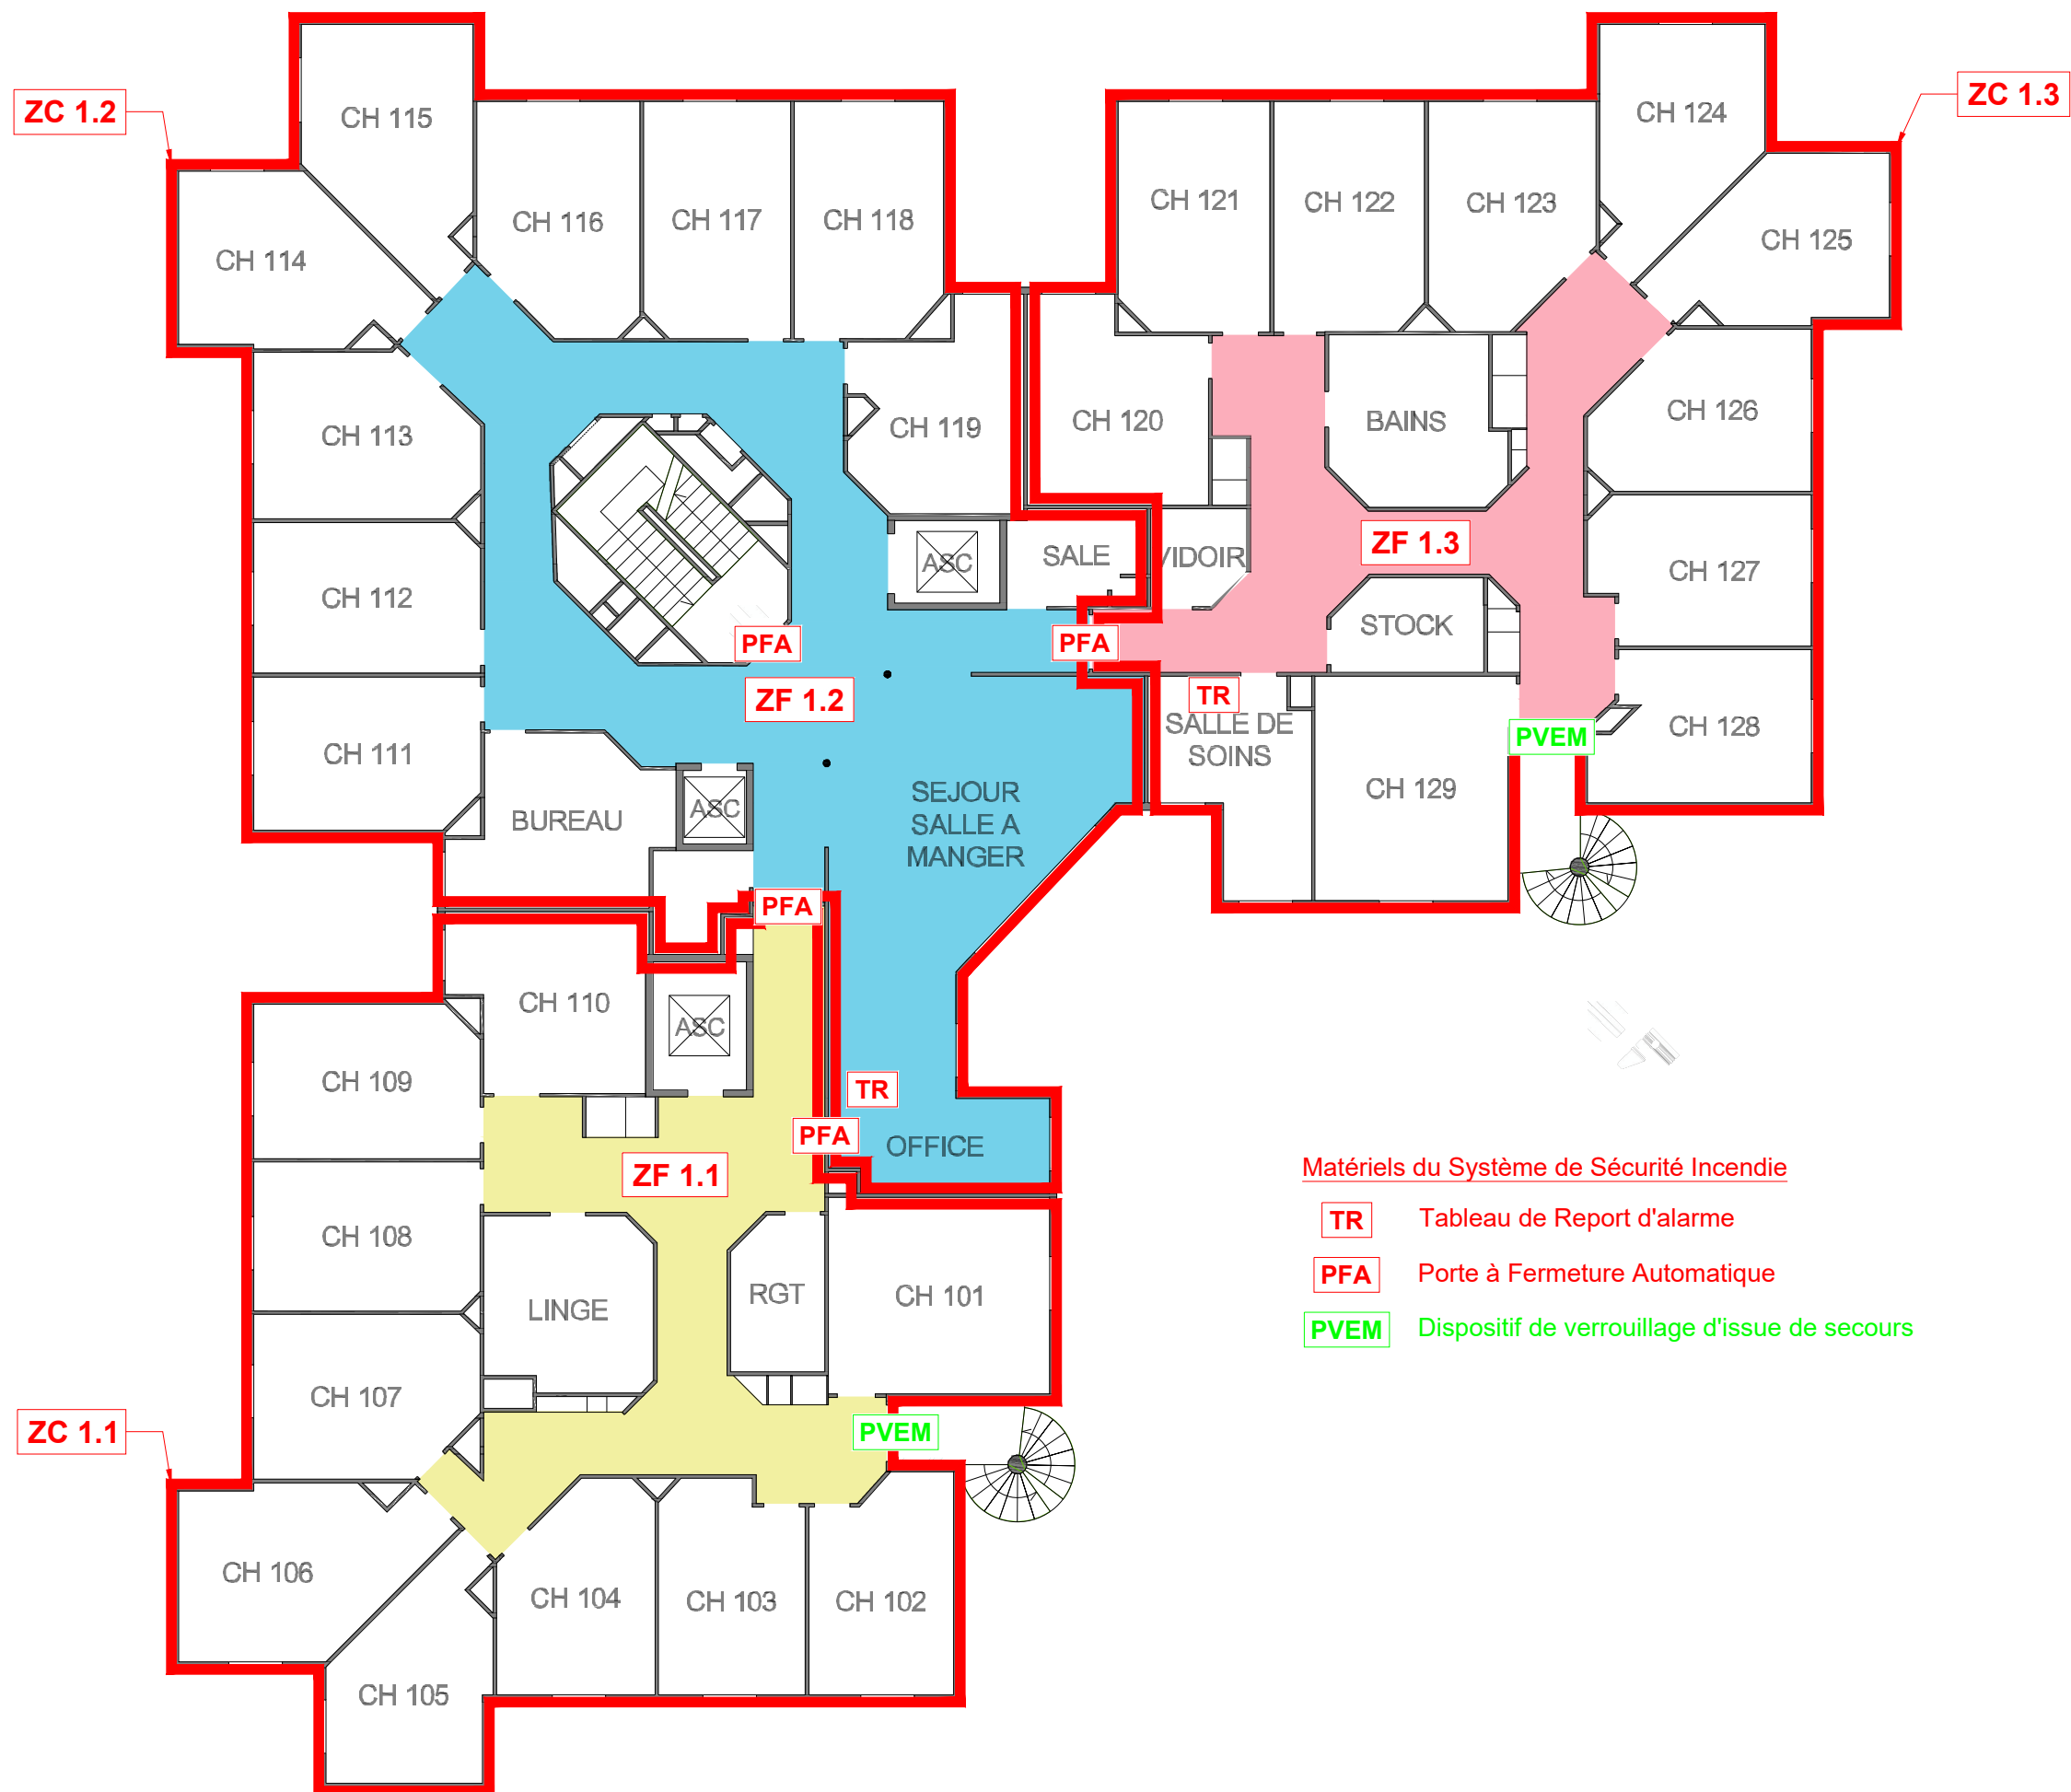 ZC 1.2
CH 115
CH 124
ZC 1.3
CH 114
CH 116
CH 117
CH 118
CH 121
CH 122
CH 123
CH 125
CH 113
CH 119
CH 120
BAINS
CH 126
ASC
SALE
VIDOIR
ZF 1.3
CH 112
CH 127
PFA
PFA
STOCK
ZF 1.2
TR
CH 111
SALLE DE
SOINS
PVEM
CH 128
BUREAU
ASC
SEJOUR
SALLE A
MANGER
CH 129
PFA
CH 110
ASC
CH 109
TR
PFA
OFFICE
ZF 1.1
CH 108
LINGE
RGT
CH 101
CH 107
ZC 1.1
PVEM
CH 106
CH 104
CH 103
CH 102
CH 105
Matériels du Système de Sécurité Incendie
TR Tableau de Report d'alarme
PFA Porte à Fermeture Automatique
PVEM Dispositif de verrouillage d'issue de secours